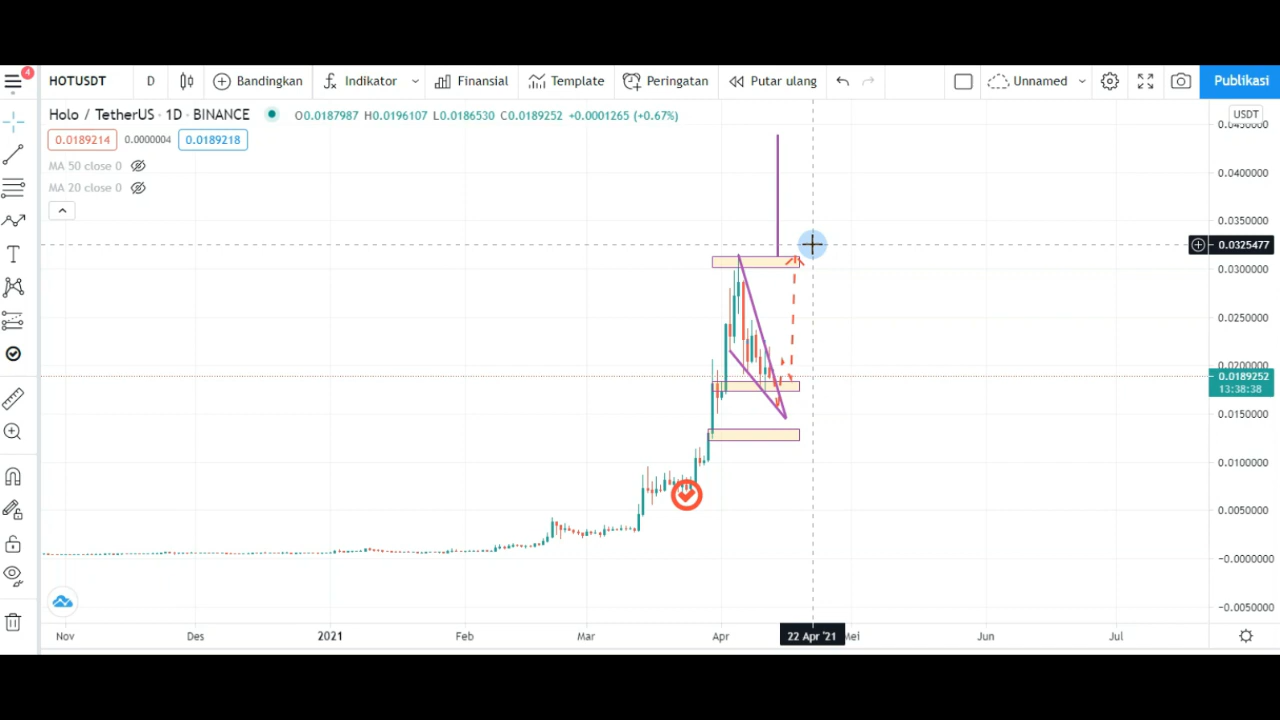 4
HOTUSDT D Bandingkan Indikator Finansial Template Peringatan Putar ulang Unnamed Publikasi
Holo / TetherUS · 1D · BINANCE O0.0187987 H0.0196107 L0.0186530 C0.0189252 +0.0001265 (+0.67%)
USDT
0.0189214 0.0000004 0.0189218
MA 50 close 0
MA 20 close 0
0.0400000
0.0350000
0.0325477
0.0300000
0.0250000
0.0200000
0.0189252
13:38:38
0.0150000
0.0100000
0.0050000
-0.0000000
-0.0050000
Nov Des 2021 Feb Mar Apr 22 Apr '21 Mei Jun Jul